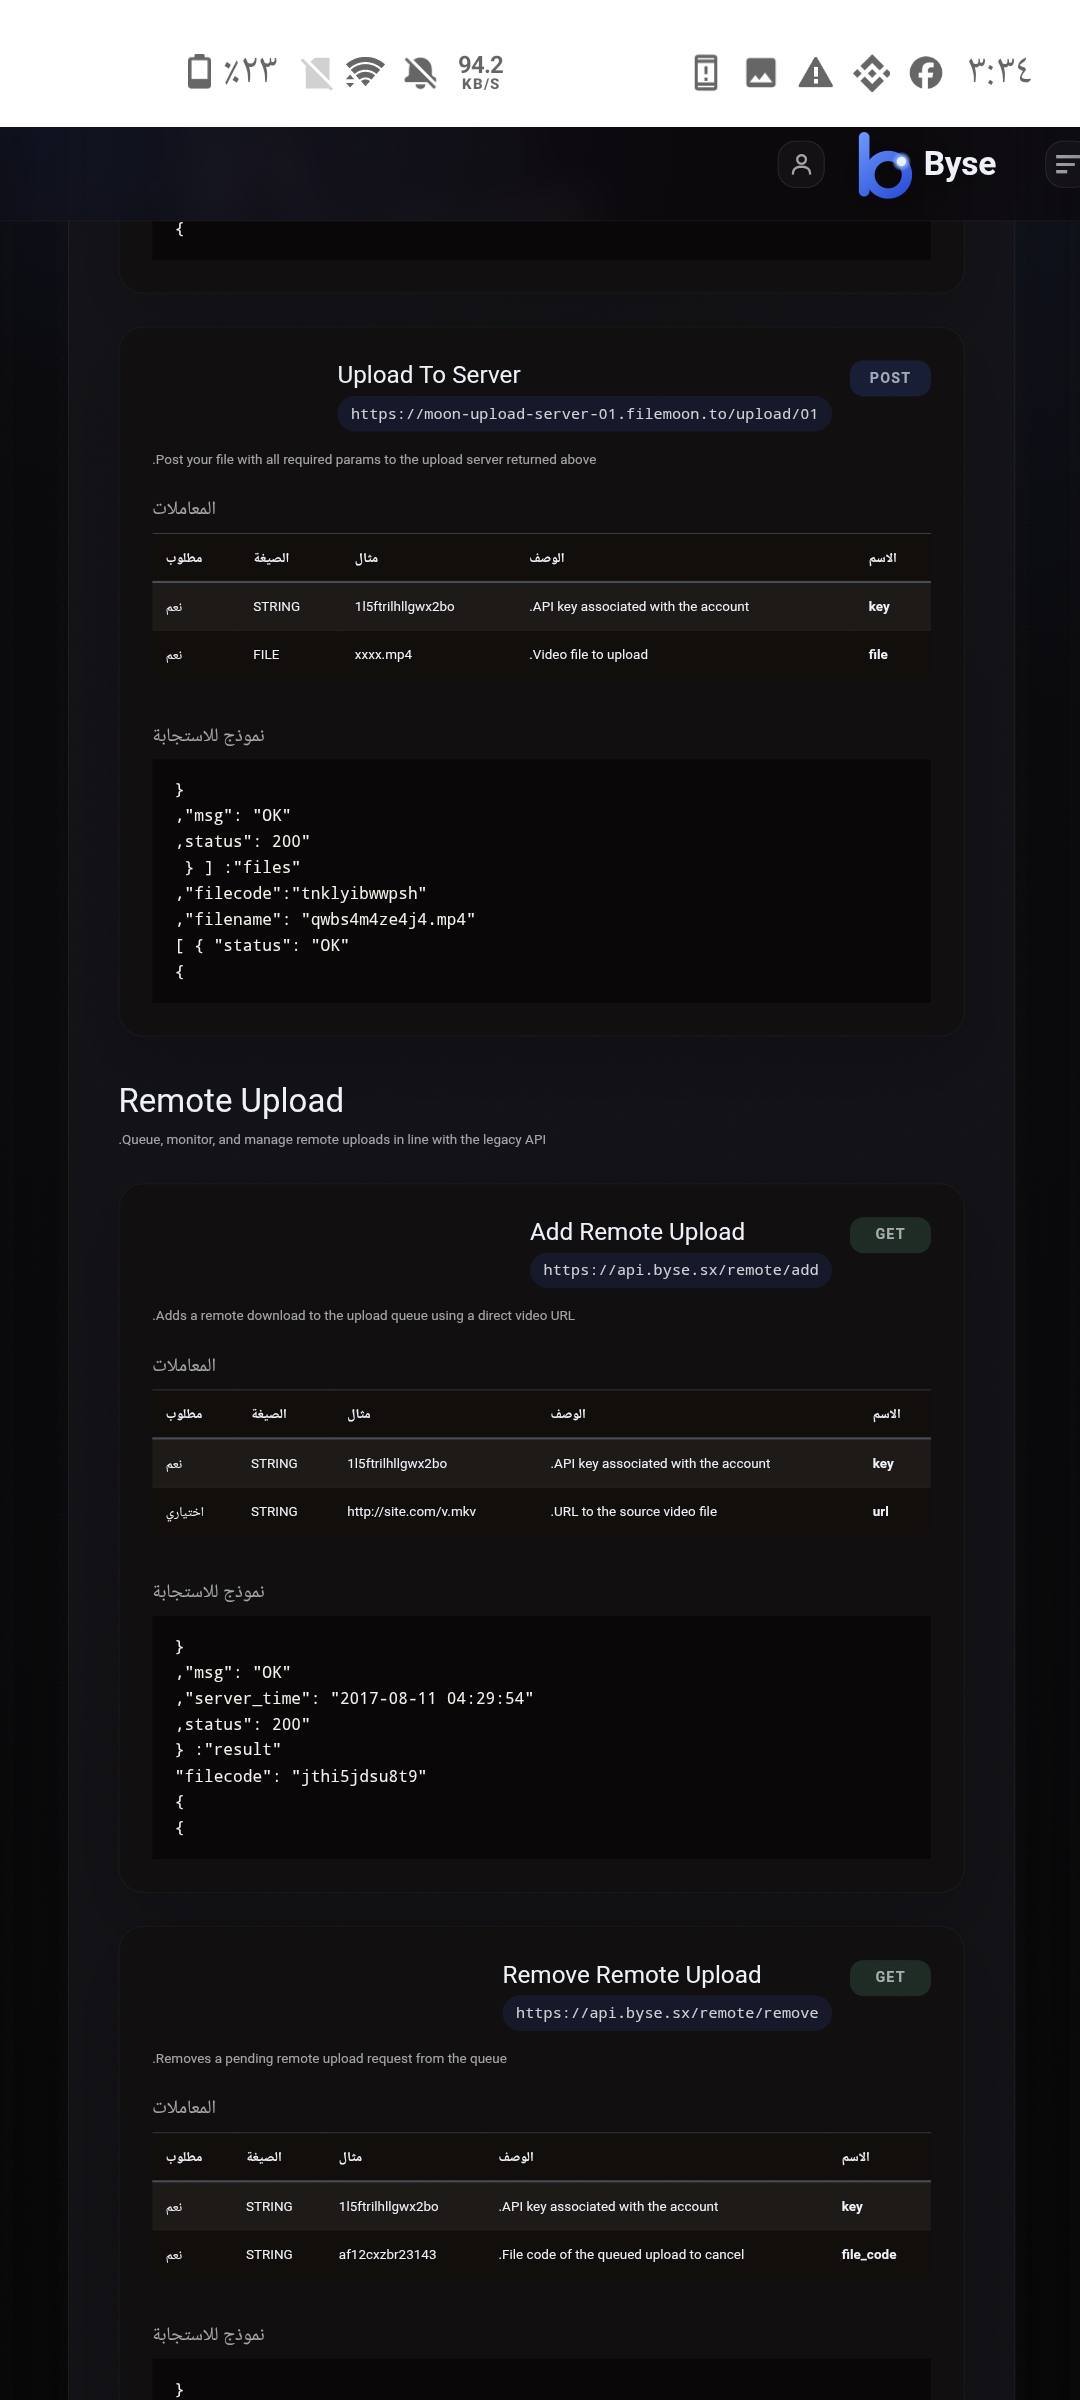 ٪٢٣
94.2
KB/S
٣:٣٤
Byse
{
Upload To Server
POST
https://moon-upload-server-01.filemoon.to/upload/01
.Post your file with all required params to the upload server returned above
المعاملات
الاسم الوصف مثال الصيغة مطلوب
key .API key associated with the account 1l5ftrilhllgwx2bo STRING نعم
file .Video file to upload xxxx.mp4 FILE نعم
نموذج للاستجابة
}
,"msg": "OK"
,status": 200"
} ] :"files"
,"filecode":"tnklyibwwpsh"
,"filename": "qwbs4m4ze4j4.mp4"
[ { "status": "OK"
{
Remote Upload
.Queue, monitor, and manage remote uploads in line with the legacy API
Add Remote Upload
GET
https://api.byse.sx/remote/add
.Adds a remote download to the upload queue using a direct video URL
المعاملات
الاسم الوصف مثال الصيغة مطلوب
key .API key associated with the account 1l5ftrilhllgwx2bo STRING نعم
url .URL to the source video file http://site.com/v.mkv STRING اختياري
نموذج للاستجابة
}
,"msg": "OK"
,"server_time": "2017-08-11 04:29:54"
,status": 200"
} :"result"
"filecode": "jthi5jdsu8t9"
{
{
Remove Remote Upload
GET
https://api.byse.sx/remote/remove
.Removes a pending remote upload request from the queue
المعاملات
الاسم الوصف مثال الصيغة مطلوب
key .API key associated with the account 1l5ftrilhllgwx2bo STRING نعم
file_code .File code of the queued upload to cancel af12cxzbr23143 STRING نعم
نموذج للاستجابة
}